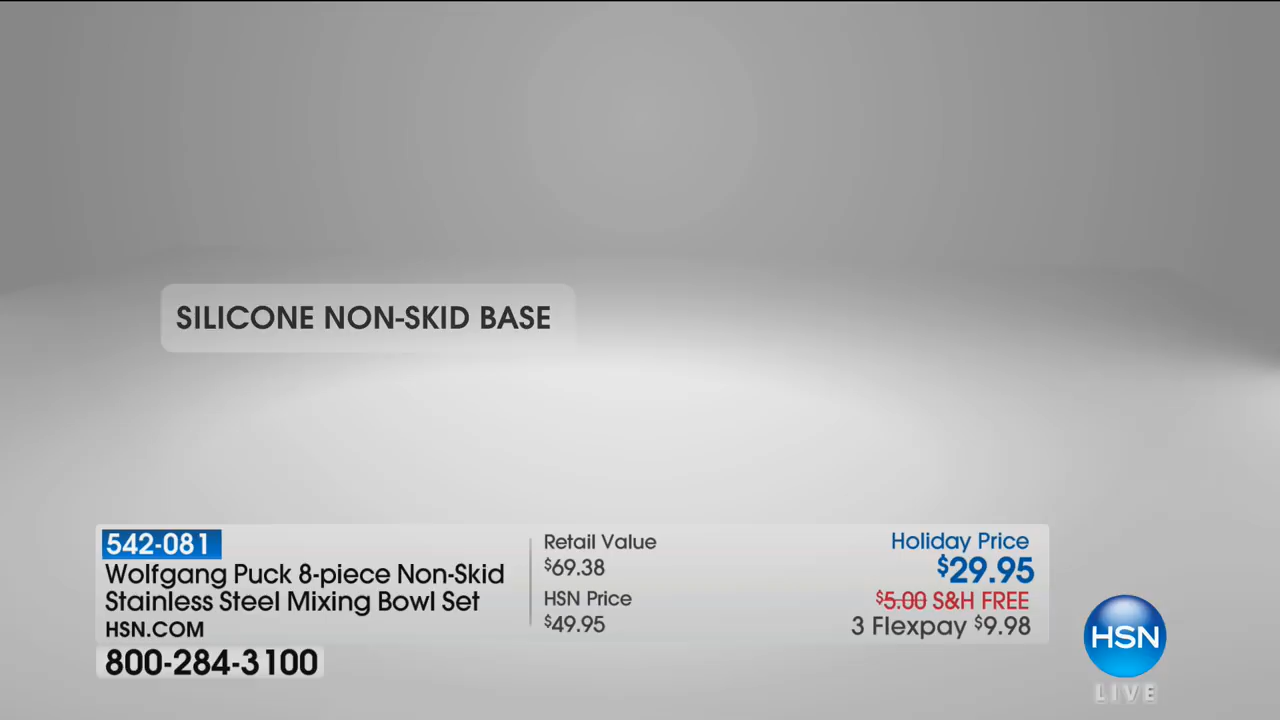 SILICONE NON-SKID BASE
542-081
Wolfgang Puck 8-piece Non-Skid
Stainless Steel Mixing Bowl Set
HSN.COM
800-284-3100
Retail Value
$69.38
HSN Price
$49.95
Holiday Price
$29.95
$5.00 S&H FREE
3 Flexpay $9.98
HSN
LIVE